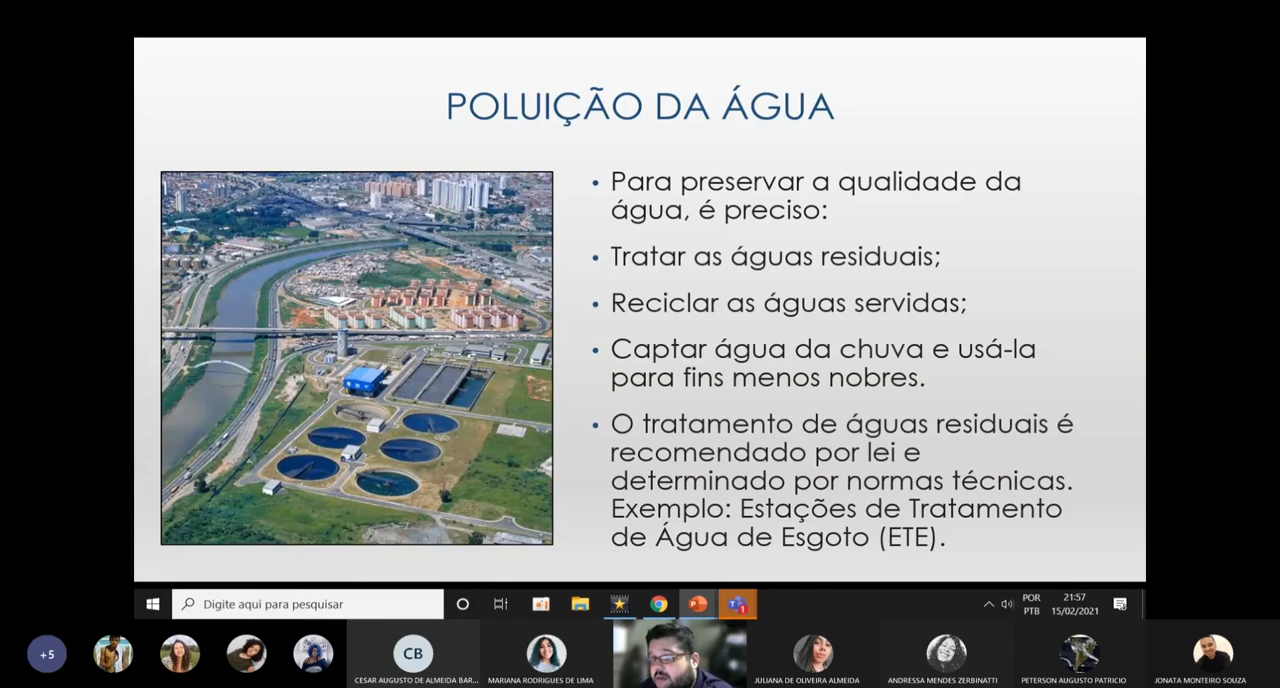 POLUIÇÃO DA ÁGUA
• Para preservar a qualidade da
água, é preciso:
• Tratar as águas residuais;
• Reciclar as águas servidas;
• Captar água da chuva e usá-la
para fins menos nobres.
• O tratamento de águas residuais é
recomendado por lei e
determinado por normas técnicas.
Exemplo: Estações de Tratamento
de Água de Esgoto (ETE).
Digite aqui para pesquisar
POR
PTB
21:57
15/02/2021
+5
CB
CESAR AUGUSTO DE ALMEIDA BAR...
MARIANA RODRIGUES DE LIMA
JULIANA DE OLIVEIRA ALMEIDA
ANDRESSA MENDES ZERBINATTI
PETERSON AUGUSTO PATRICIO
JONATA MONTEIRO SOUZA